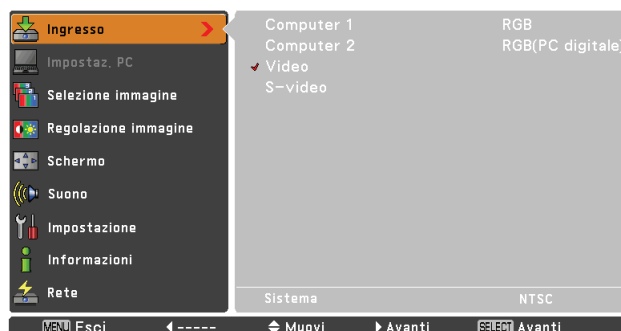 Ingresso
Impostaz. PC
Selezione immagine
Regolazione immagine
Schermo
Suono
Impostazione
Informazioni
Rete
Computer 1 RGB
Computer 2 RGB(PC digitale)
Video
S-video
Sistema NTSC
MENU Esci ----- Muovi Avanti SELECT Avanti